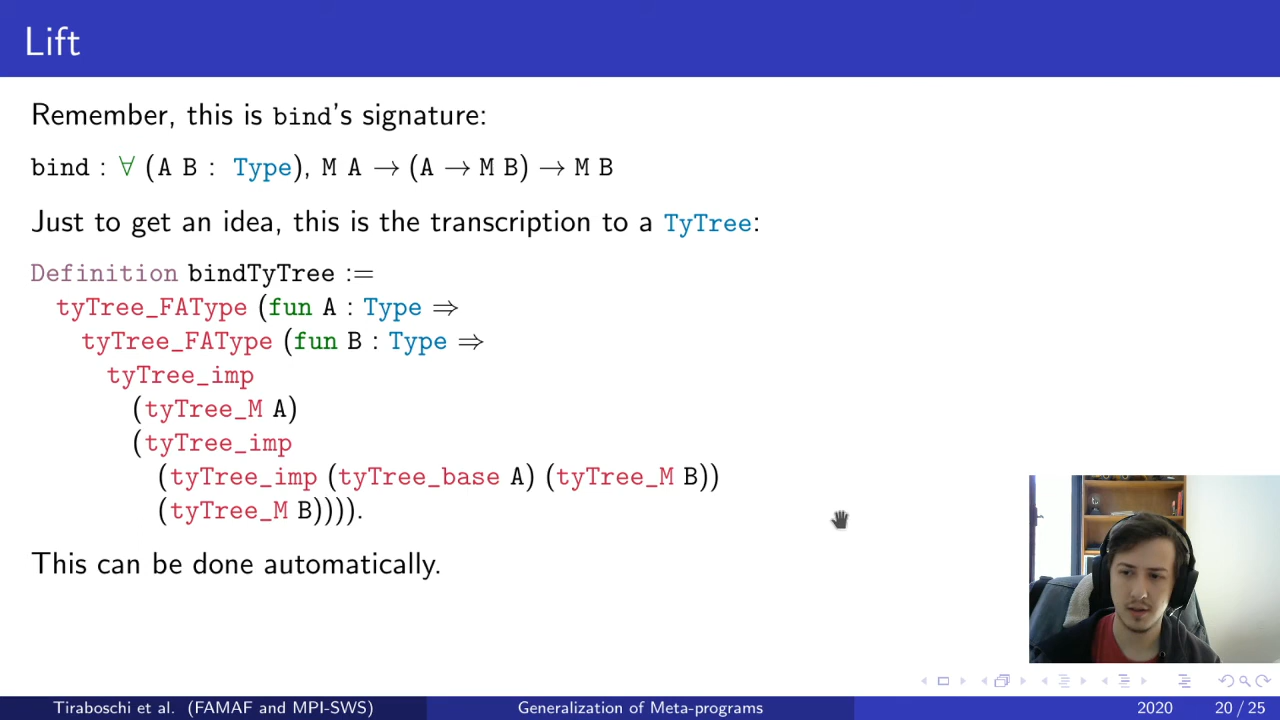 Lift
Remember, this is bind's signature:
bind : ∀ (A B : Type), M A → (A → M B) → M B
Just to get an idea, this is the transcription to a TyTree:
Definition bindTyTree :=
tyTree_FAType (fun A : Type ⇒
tyTree_FAType (fun B : Type ⇒
tyTree_imp
(tyTree_M A)
(tyTree_imp
(tyTree_imp (tyTree_base A) (tyTree_M B))
(tyTree_M B)))).
This can be done automatically.
Tiraboschi et al. (FAMAF and MPI-SWS) Generalization of Meta-programs 2020 20 / 25